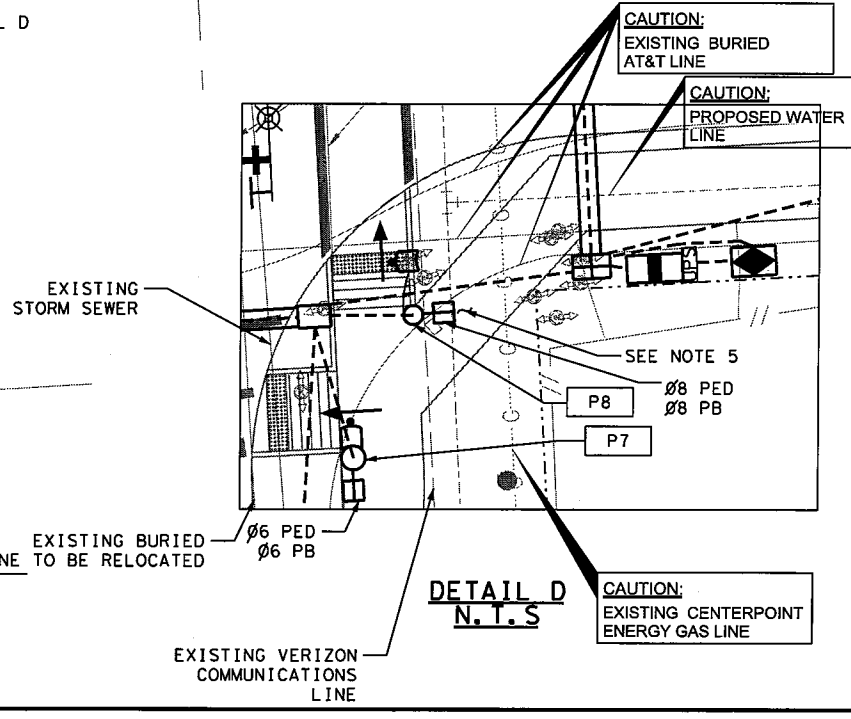 L D
CAUTION:
EXISTING BURIED
AT&T LINE
CAUTION:
PROPOSED WATER
LINE
UPS
EXISTING
STORM SEWER
SEE NOTE 5
Ø8 PED
Ø8 PB
P8
P7
EXISTING BURIED
NE TO BE RELOCATED
Ø6 PED
Ø6 PB
DETAIL D
N.T.S
CAUTION:
EXISTING CENTERPOINT
ENERGY GAS LINE
EXISTING VERIZON
COMMUNICATIONS
LINE